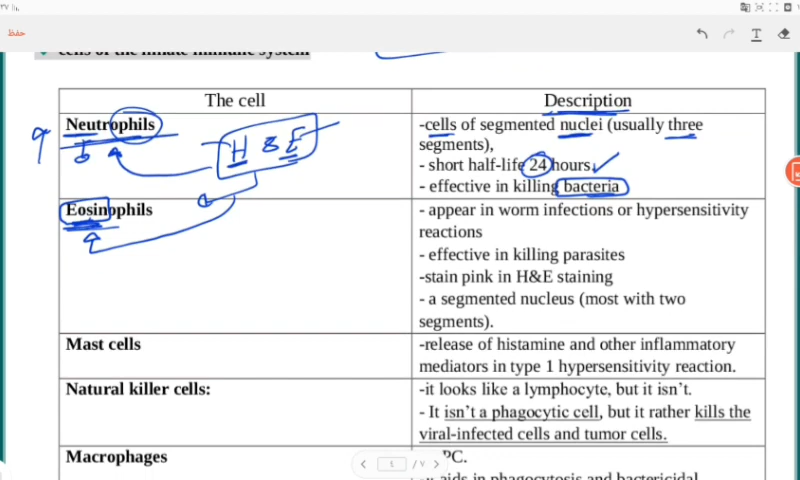 حفظ
cells of the innate immune system
The cell
Description
Neutrophils
-cells of segmented nuclei (usually three
segments),
- short half-life 24 hours,
- effective in killing bacteria
H & E
Eosinophils
- appear in worm infections or hypersensitivity
reactions
- effective in killing parasites
-stain pink in H&E staining
- a segmented nucleus (most with two
segments).
Mast cells
-release of histamine and other inflammatory
mediators in type 1 hypersensitivity reaction.
Natural killer cells:
-it looks like a lymphocyte, but it isn't.
- It isn't a phagocytic cell, but it rather kills the
viral-infected cells and tumor cells.
Macrophages
PC.
aids in phagocytosis and bactericidal
١ / ٧